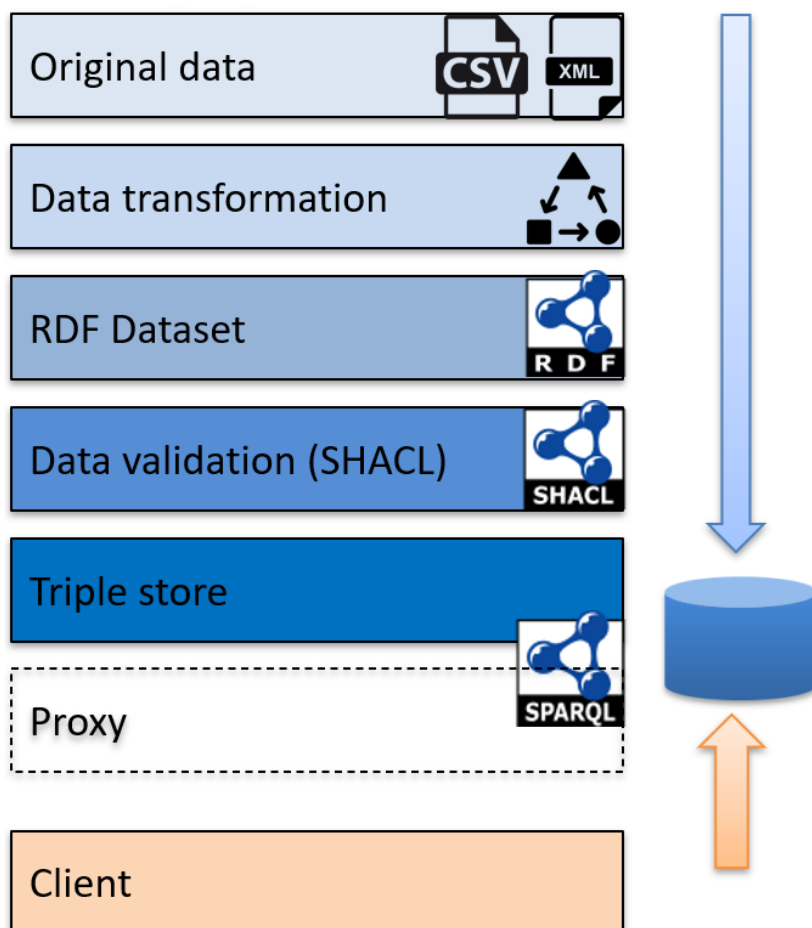 Original data
CSV
XML
Data transformation
RDF Dataset
R D F
Data validation (SHACL)
SHACL
Triple store
SPARQL
Proxy
Client